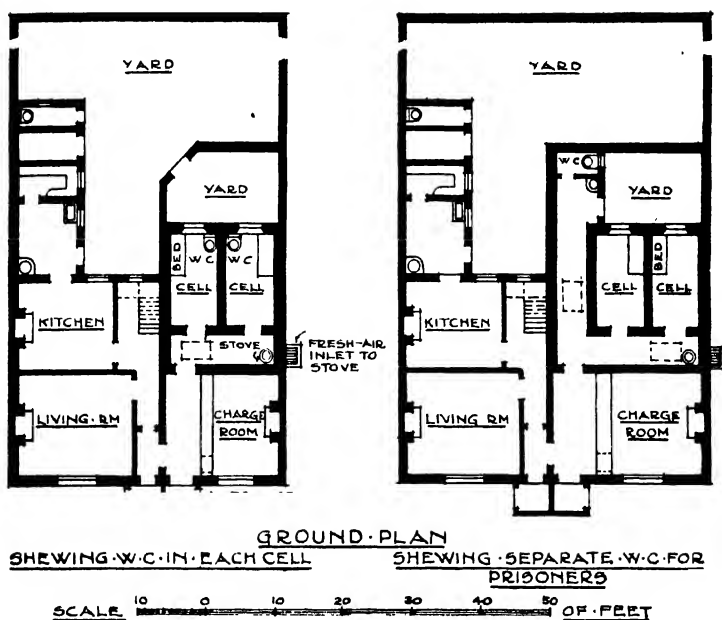 YARD
YARD
BED
W C
W C
CELL
CELL
KITCHEN
STOVE
FRESH-AIR
INLET TO
STOVE
LIVING·RM
CHARGE
ROOM
YARD
W C
YARD
BED
CELL
CELL
KITCHEN
LIVING RM
CHARGE
ROOM
GROUND·PLAN
SHEWING·W.C·IN·EACH CELL
SHEWING·SEPARATE·W.C·FOR
PRISONERS
SCALE 10 0 10 20 30 40 50 OF·FEET